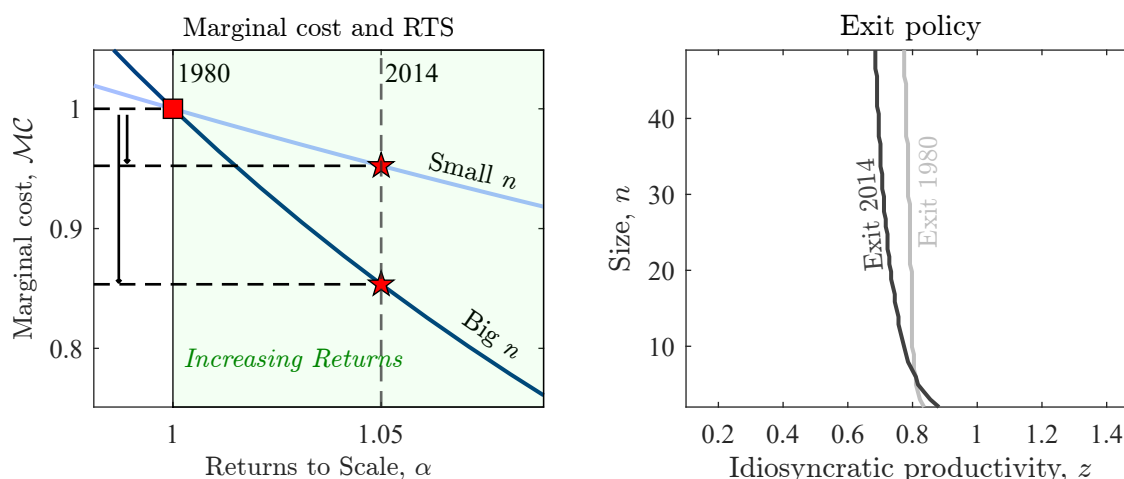 Marginal cost and RTS
1980
2014
1
0.9
0.8
Marginal cost, MC
Small n
Big n
Increasing Returns
1
1.05
Returns to Scale, α
Exit policy
40
30
20
10
Size, n
Exit 2014
Exit 1980
0.2 0.4 0.6 0.8 1 1.2 1.4
Idiosyncratic productivity, z